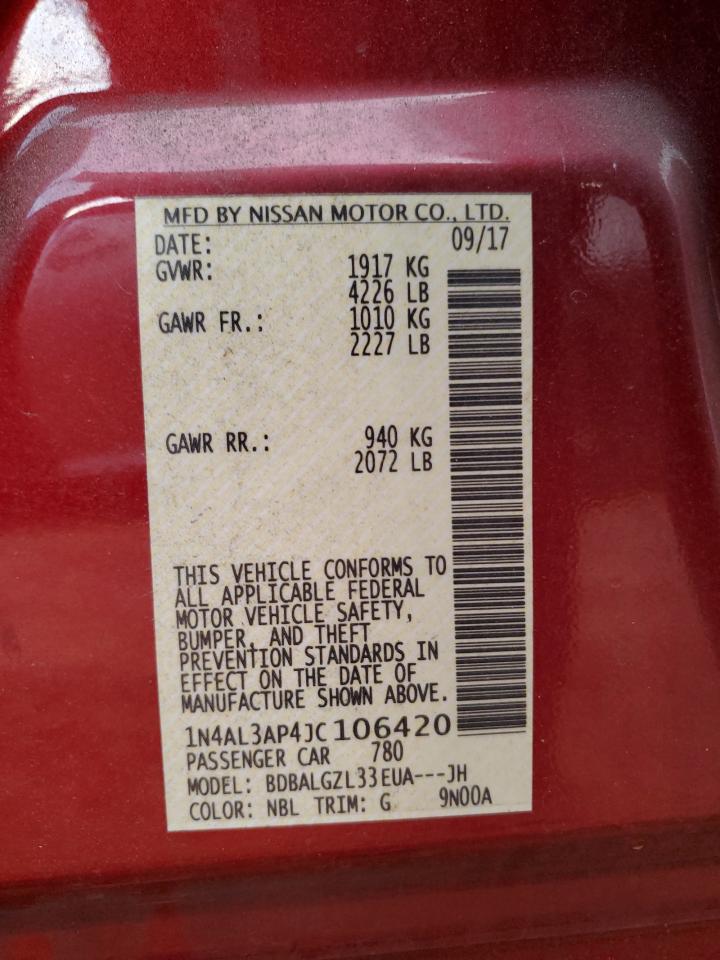 MFD BY NISSAN MOTOR CO., LTD.
DATE: 09/17
GVWR: 1917 KG
4226 LB
GAWR FR.: 1010 KG
2227 LB
GAWR RR.: 940 KG
2072 LB
THIS VEHICLE CONFORMS TO
ALL APPLICABLE FEDERAL
MOTOR VEHICLE SAFETY,
BUMPER, AND THEFT
PREVENTION STANDARDS IN
EFFECT ON THE DATE OF
MANUFACTURE SHOWN ABOVE.
1N4AL3AP4JC106420
PASSENGER CAR 780
MODEL: BDBALGZL33EUA---JH
COLOR: NBL TRIM: G 9N00A